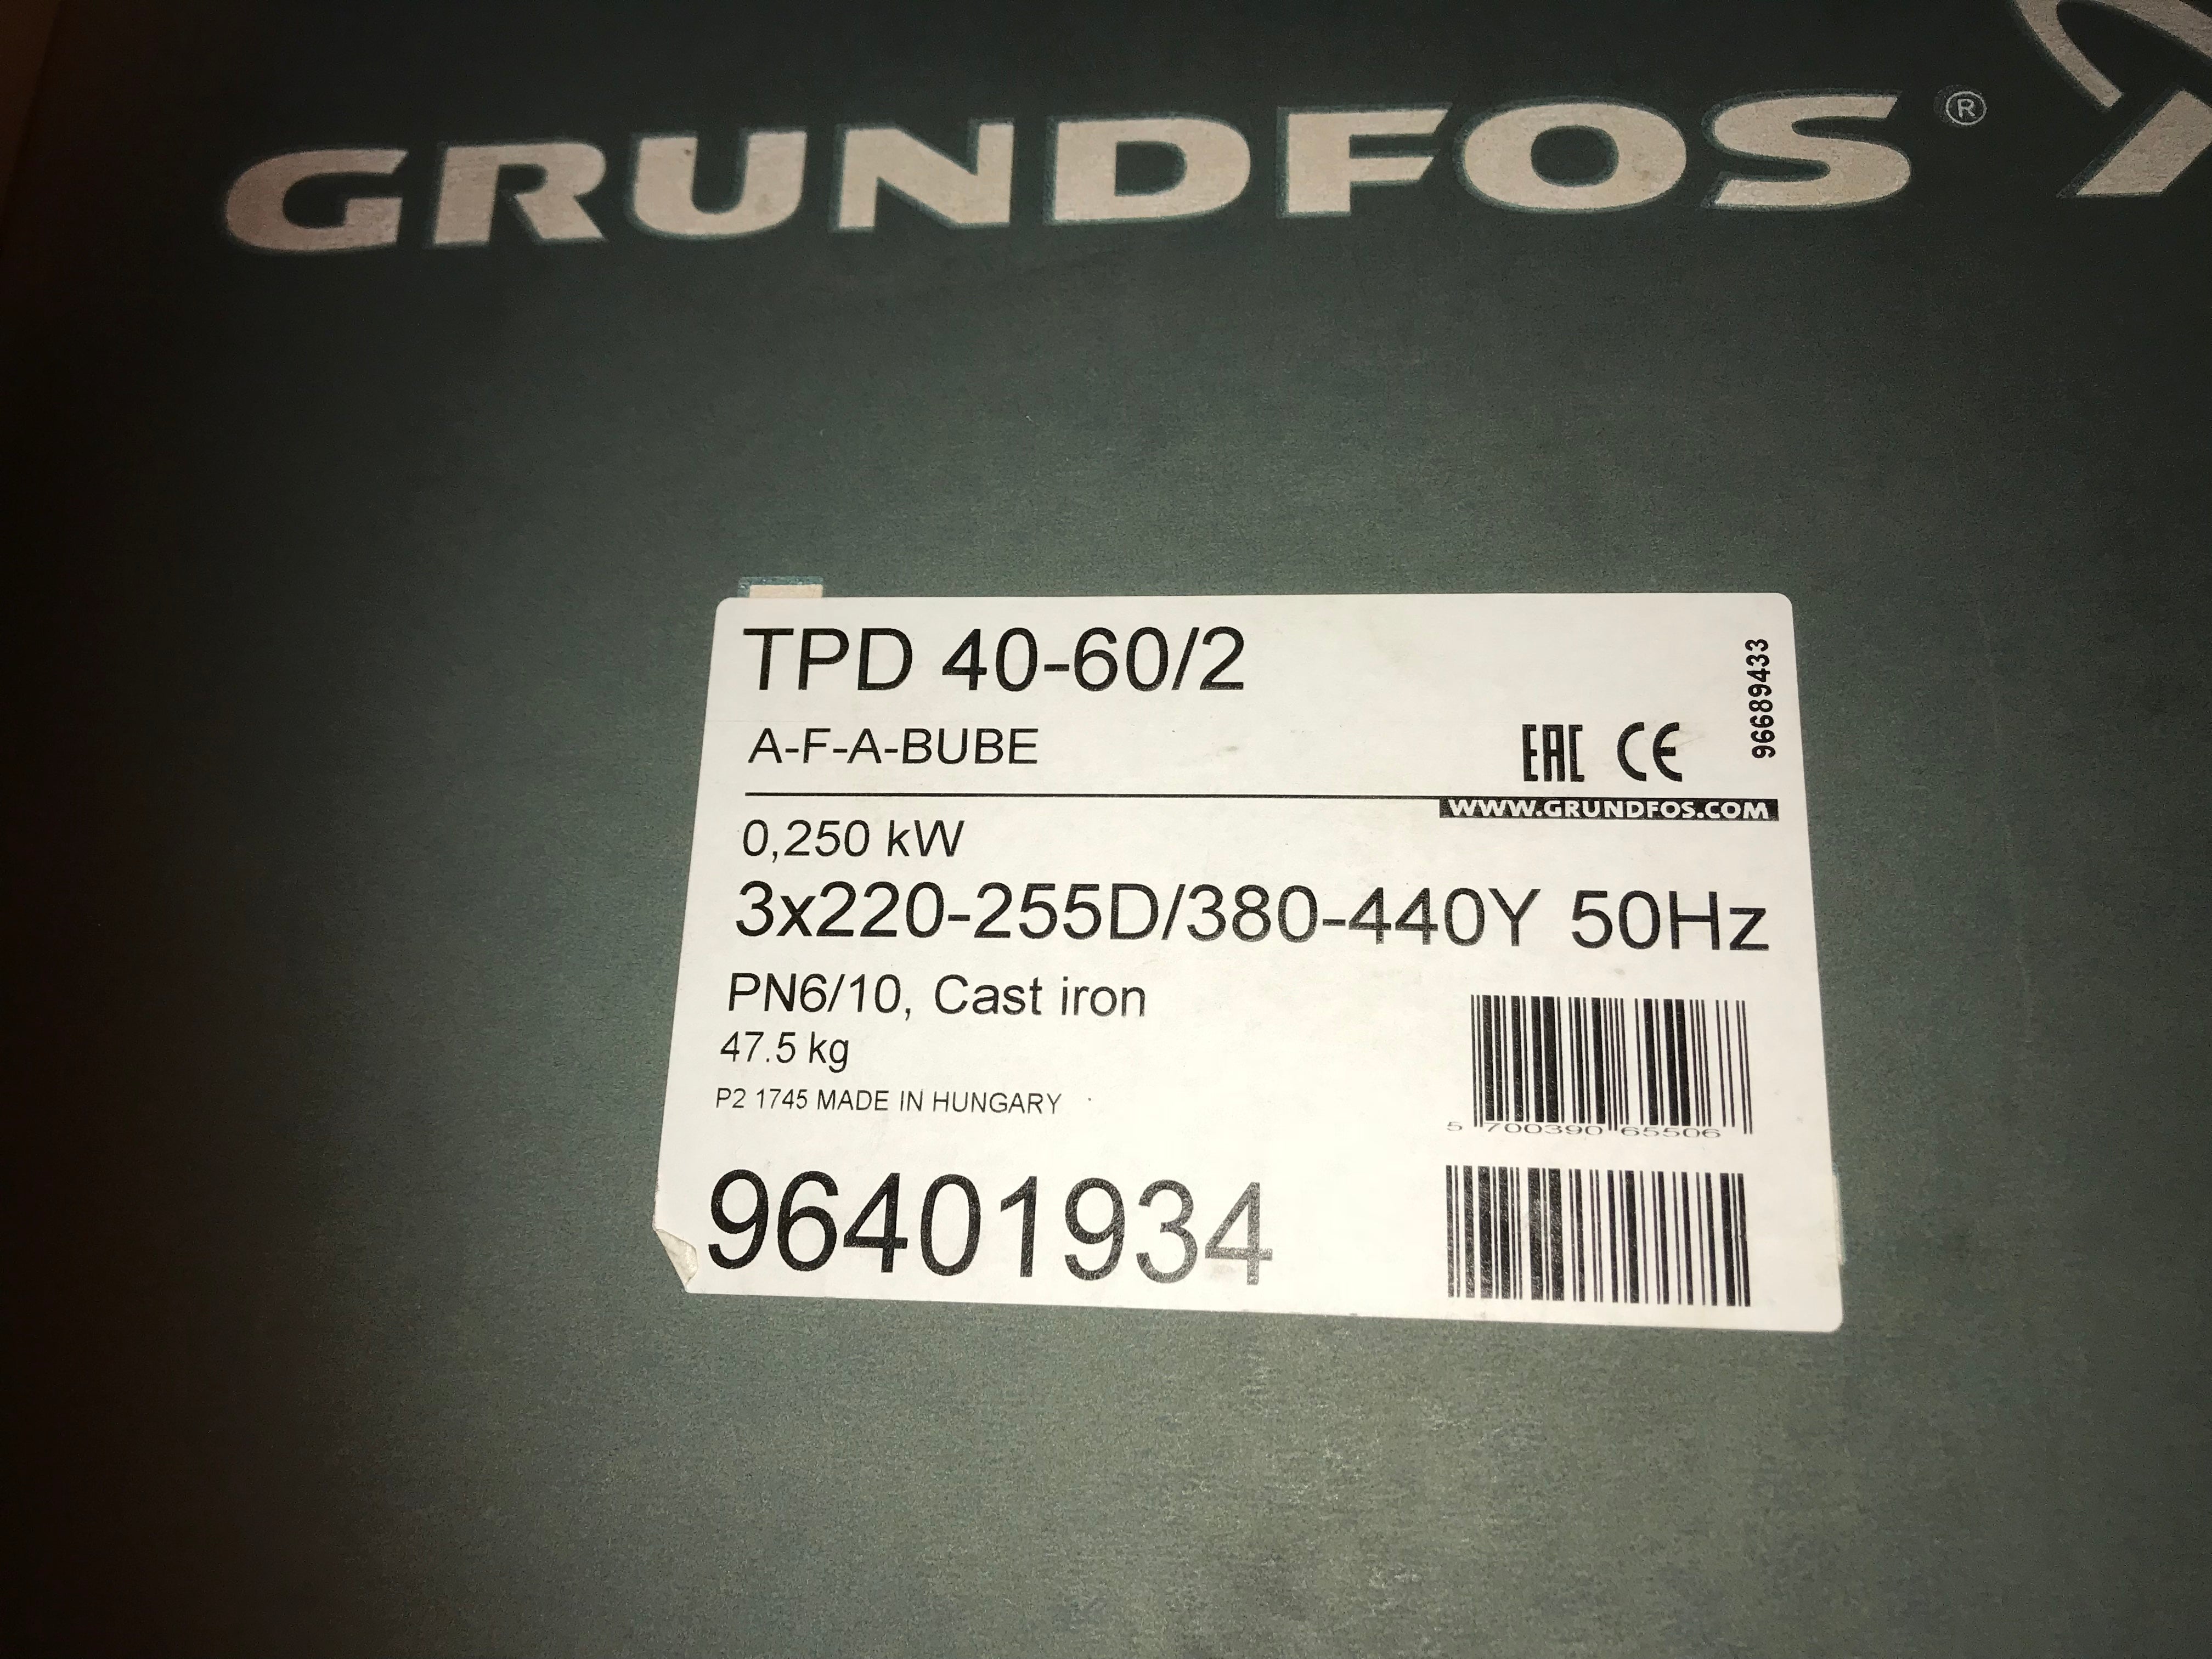 GRUNDFOS®
TPD 40-60/2
A-F-A-BUBE
EAC CE
96689433
WWW.GRUNDFOS.COM
0,250 kW
3x220-255D/380-440Y 50Hz
PN6/10, Cast iron
47.5 kg
P2 1745 MADE IN HUNGARY
5 700390 65506
96401934